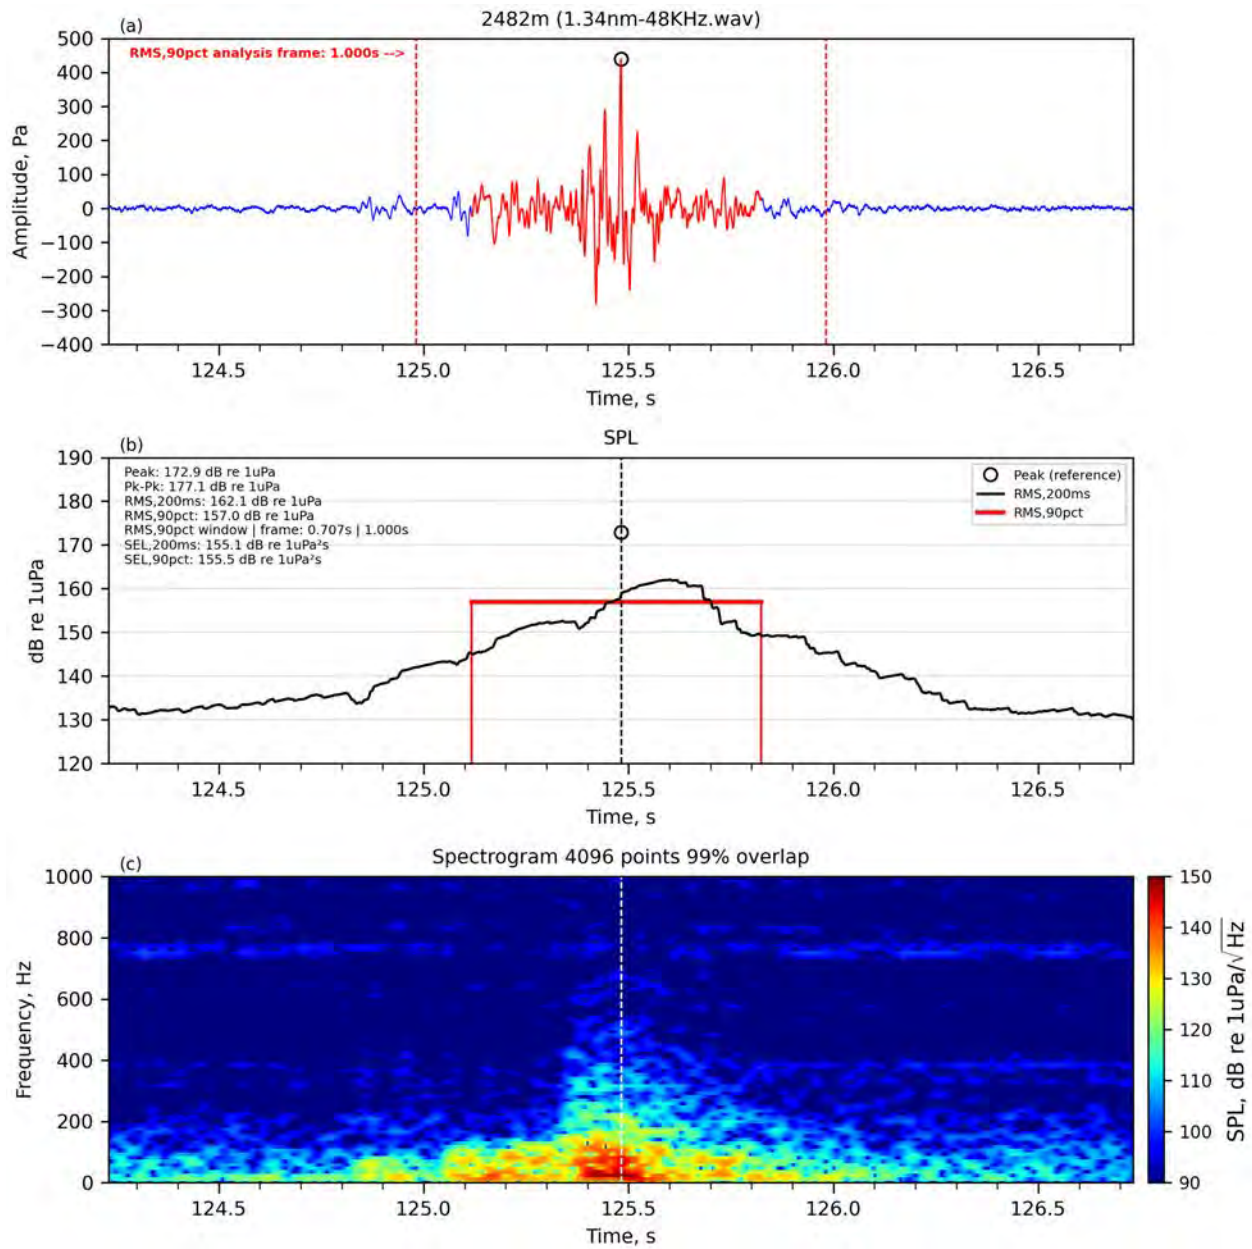 (a)
2482m (1.34nm-48KHz.wav)
RMS,90pct analysis frame: 1.000s -->
Amplitude, Pa
500
400
300
200
100
0
−100
−200
−300
−400
124.5 125.0 125.5 126.0 126.5
Time, s
(b)
SPL
Peak: 172.9 dB re 1uPa
Pk-Pk: 177.1 dB re 1uPa
RMS,200ms: 162.1 dB re 1uPa
RMS,90pct: 157.0 dB re 1uPa
RMS,90pct window | frame: 0.707s | 1.000s
SEL,200ms: 155.1 dB re 1uPa²s
SEL,90pct: 155.5 dB re 1uPa²s
Peak (reference)
RMS,200ms
RMS,90pct
dB re 1uPa
190
180
170
160
150
140
130
120
124.5 125.0 125.5 126.0 126.5
Time, s
(c)
Spectrogram 4096 points 99% overlap
Frequency, Hz
1000
800
600
400
200
0
124.5 125.0 125.5 126.0 126.5
Time, s
150
140
130
120
110
100
90
SPL, dB re 1uPa/√Hz